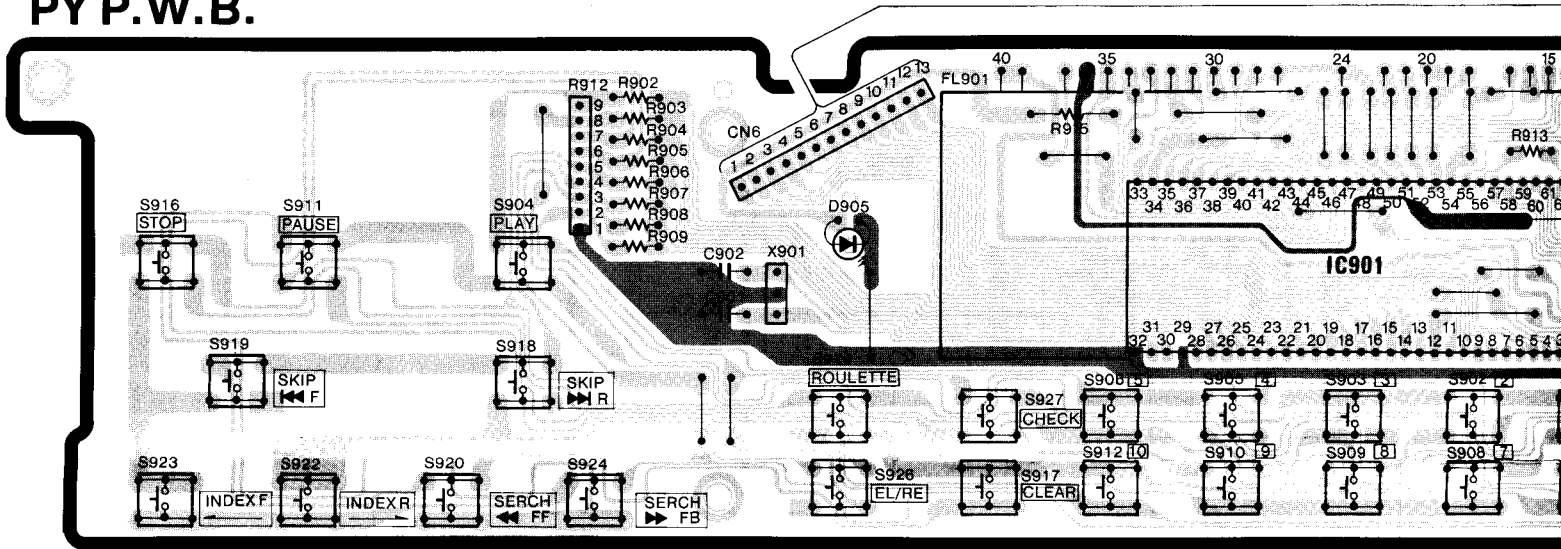 PY P.W.B.
40 35 30 24 20 15
R912 R902 FL901
13
12
11
10
9
8
7
6
5
4
3
2
1
CN6
9
8
7
6
5
4
3
2
1
R903
R904
R905
R906
R907
R908
R909
R913
33 35 37 39 41 43 45 47 49 51 53 55 57 59 61
34 36 38 40 42 44 46 48 50 54 56 58 60
S916 S911 S904
STOP PAUSE PLAY
D905
C902 X901
IC901
31 29 27 25 23 21 19 17 15 13 11
32 30 28 26 24 22 20 18 16 14 12 10 9 8 7 6 5 4 3
S919 S918
SKIP
⏮ F
SKIP
⏭ R
ROULETTE
S906 5 S905 4 S903 3 S902 2
S927
CHECK
S923 S922 S920 S924
INDEX F INDEX R
SERCH
◀◀ FF
SERCH
▶▶ FB
S926
EL/RE
S917
CLEAR
S912 10 S910 9 S909 8 S908 7